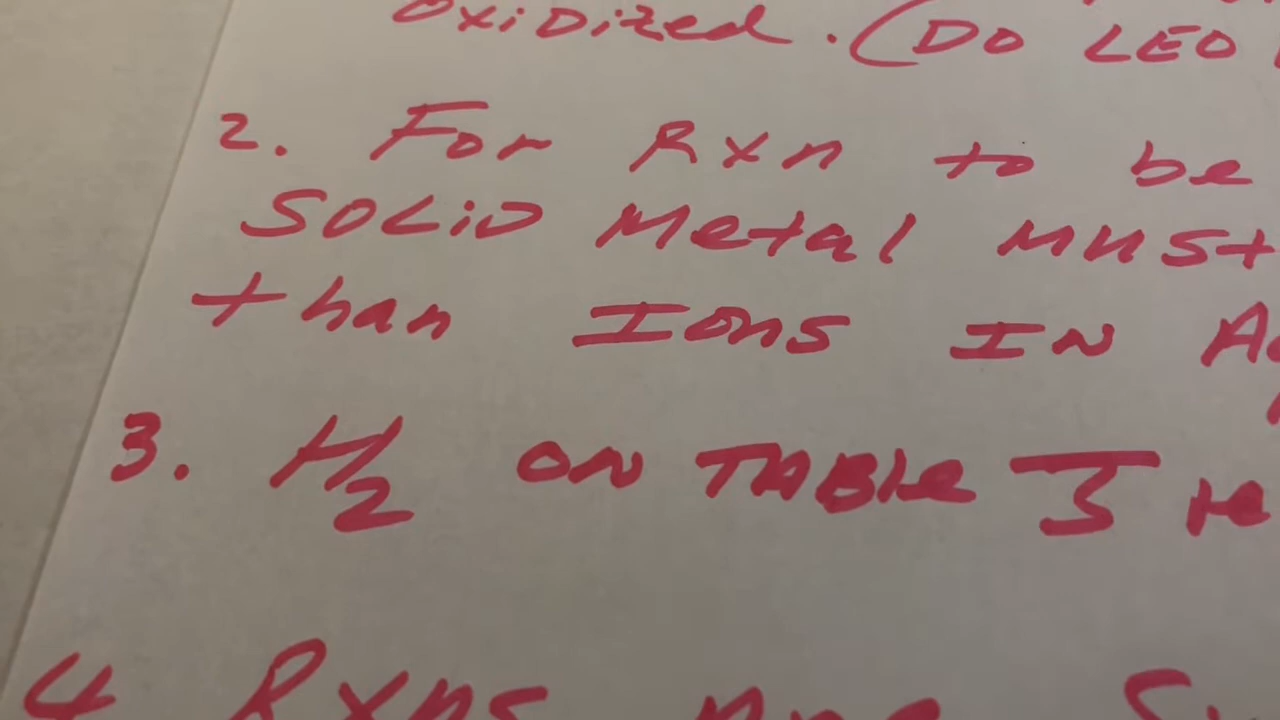 oxidized. (DO LEO
2. For Rxn to be
SOLiD Metal must
than Ions IN
3. H2 ON TABLe J
4 Rxns are